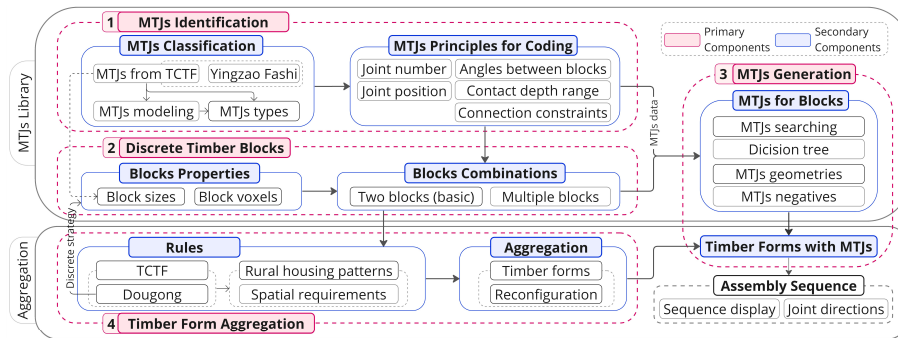 1 MTJs Identification
MTJs Classification
MTJs from TCTF
Yingzao Fashi
MTJs modeling
MTJs types
MTJs Principles for Coding
Joint number
Angles between blocks
Joint position
Contact depth range
Connection constraints
Primary
Components
Secondary
Components
MTJs Library
MTJs data
2 Discrete Timber Blocks
Blocks Properties
Block sizes
Block voxels
Blocks Combinations
Two blocks (basic)
Multiple blocks
3 MTJs Generation
MTJs for Blocks
MTJs searching
Dicision tree
MTJs geometries
MTJs negatives
Aggregation
Discrete strategy
Rules
TCTF
Dougong
Rural housing patterns
Spatial requirements
Aggregation
Timber forms
Reconfiguration
4 Timber Form Aggregation
Timber Forms with MTJs
Assembly Sequence
Sequence display
Joint directions